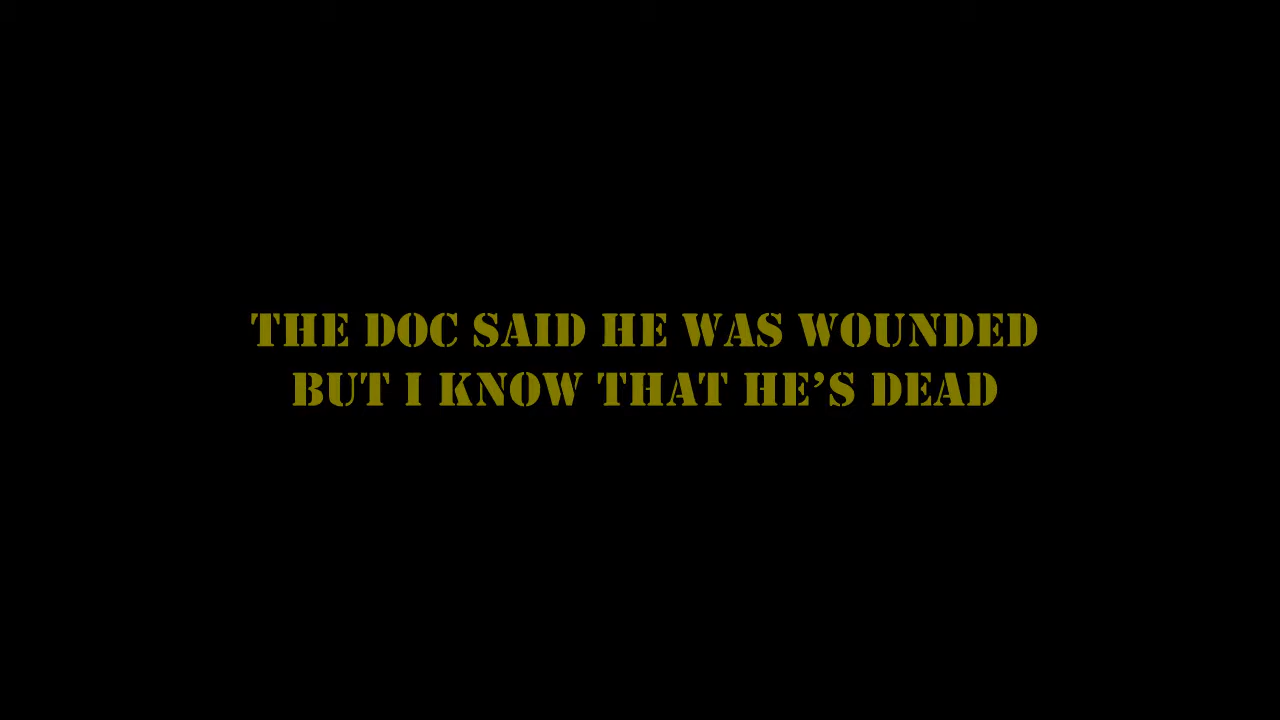 THE DOC SAID HE WAS WOUNDED
BUT I KNOW THAT HE’S DEAD